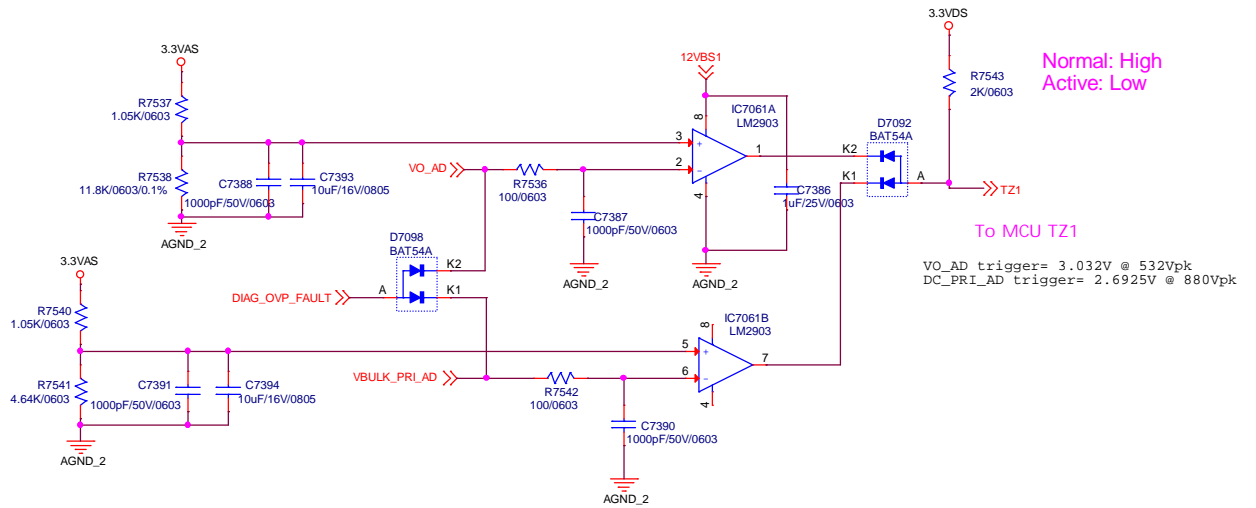 3.3VDS
3.3VAS
12VBS1
Normal: High
Active: Low
R7543
2K/0603
R7537
1.05K/0603
8
IC7061A
LM2903
D7092
BAT54A
3
+
1
K2
VO_AD
2
-
K1
A
TZ1
R7538
11.8K/0603/0.1%
C7388
1000pF/50V/0603
C7393
10uF/16V/0805
R7536
100/0603
4
C7386
1uF/25V/0603
C7387
1000pF/50V/0603
AGND_2
To MCU TZ1
D7098
BAT54A
AGND_2
AGND_2
VO_AD trigger= 3.032V @ 532Vpk
DC_PRI_AD trigger= 2.6925V @ 880Vpk
3.3VAS
K2
DIAG_OVP_FAULT
A
K1
R7540
1.05K/0603
IC7061B
LM2903
8
5
+
7
VBULK_PRI_AD
6
-
R7541
4.64K/0603
C7391
1000pF/50V/0603
C7394
10uF/16V/0805
R7542
100/0603
4
C7390
1000pF/50V/0603
AGND_2
AGND_2